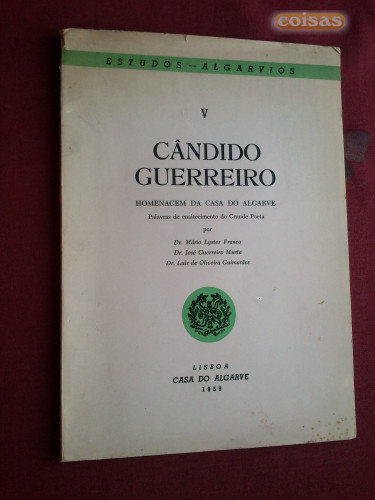 coisas
ESTUDOS — ALGARVIOS
V
CÂNDIDO
GUERREIRO
HOMENAGEM DA CASA DO ALGARVE
Palavras de enaltecimento do Grande Poeta
por
Dr. Mário Lyster Franco
Dr. José Guerreiro Murta
Dr. Luís de Oliveira Guimarães
LISBOA
CASA DO ALGARVE
1958